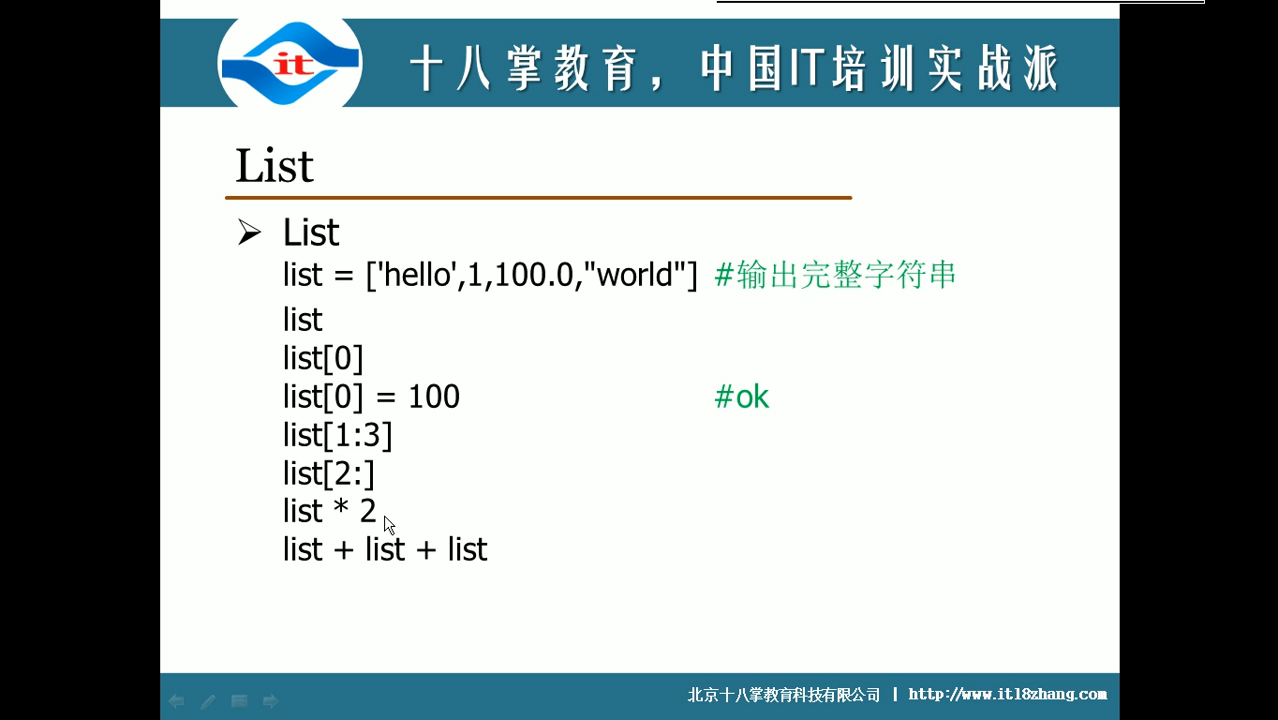 it
十八掌教育，中国IT培训实战派
List
List
list = ['hello',1,100.0,"world"] #输出完整字符串
list
list[0]
list[0] = 100 #ok
list[1:3]
list[2:]
list * 2
list + list + list
北京十八掌教育科技有限公司 | http://www.it18zhang.com